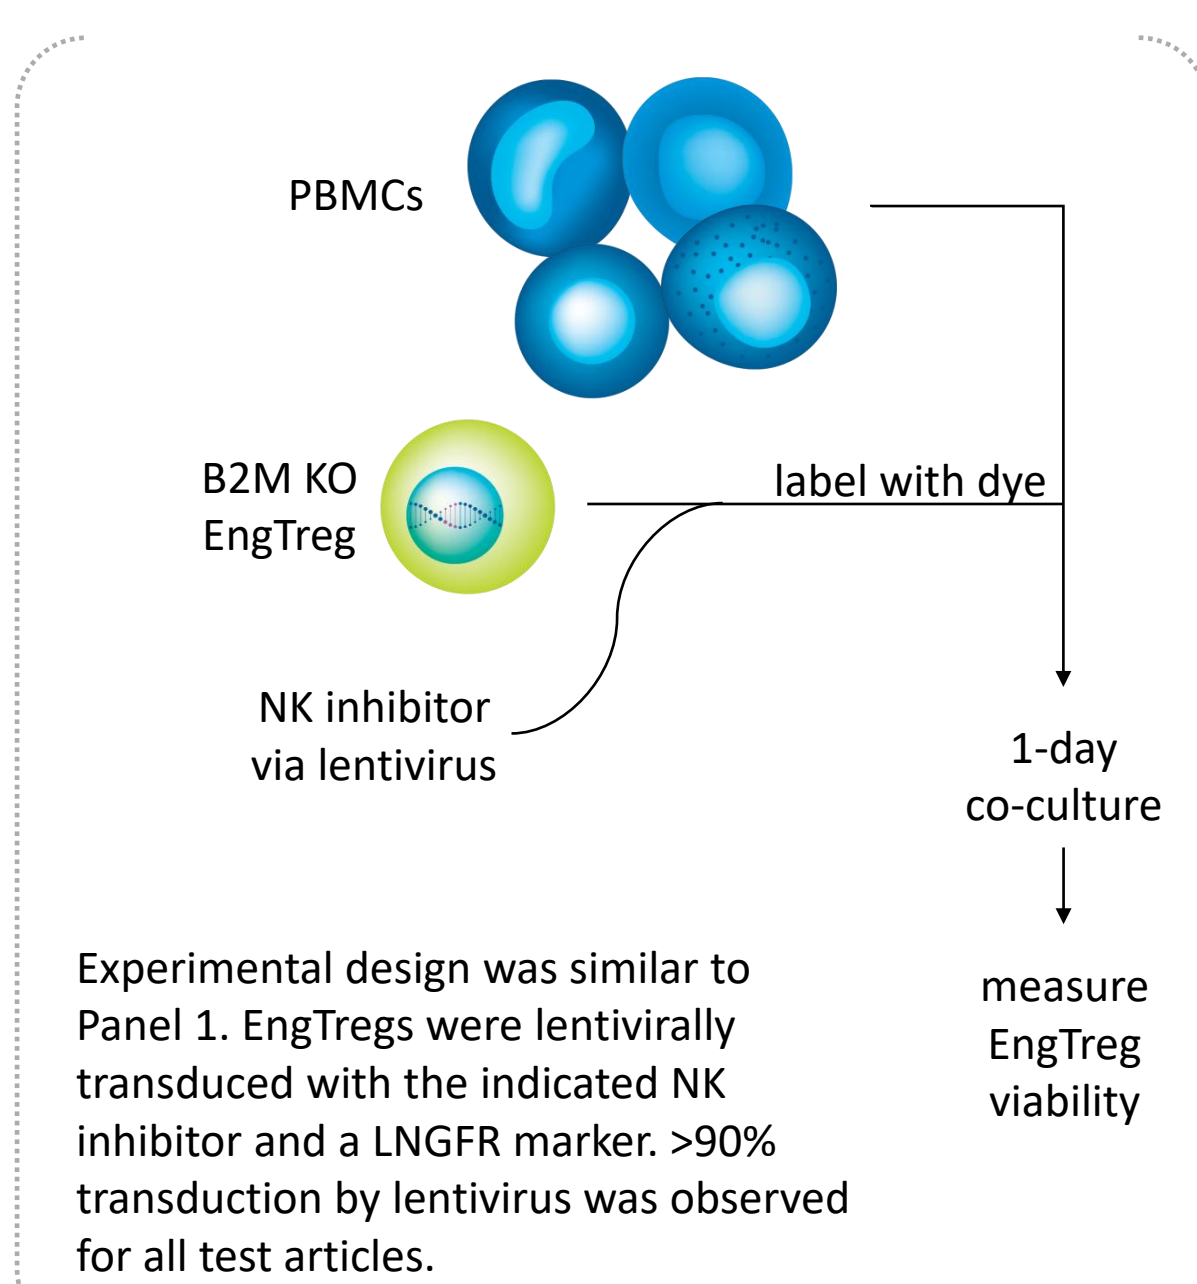 PBMCs
B2M KO
EngTreg
label with dye
NK inhibitor
via lentivirus
1-day
co-culture
measure
EngTreg
viability
Experimental design was similar to
Panel 1. EngTregs were lentivirally
transduced with the indicated NK
inhibitor and a LNGFR marker. >90%
transduction by lentivirus was observed
for all test articles.